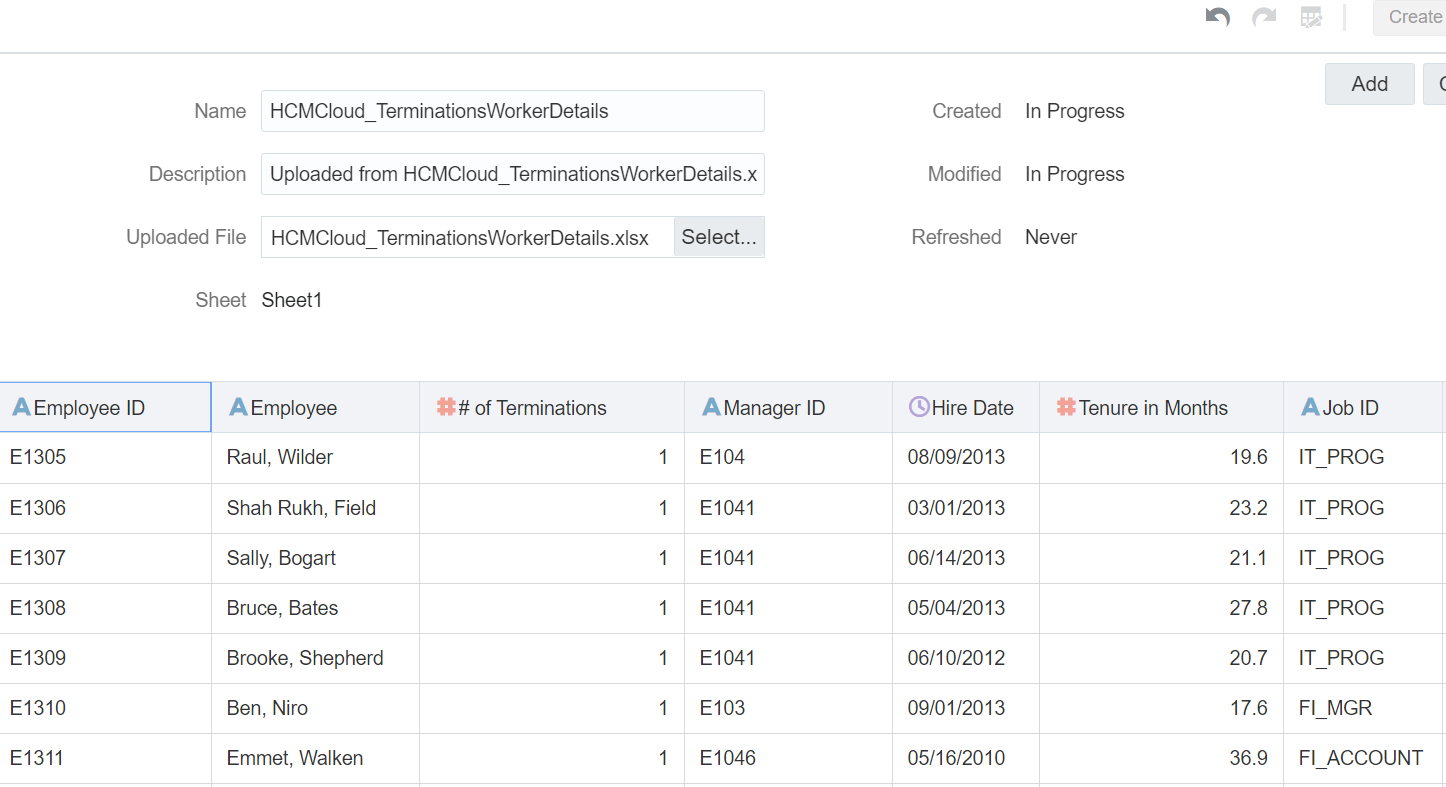 Create
Add
Name HCMCloud_TerminationsWorkerDetails Created In Progress
Description Uploaded from HCMCloud_TerminationsWorkerDetails.x Modified In Progress
Uploaded File HCMCloud_TerminationsWorkerDetails.xlsx Select... Refreshed Never
Sheet Sheet1
A Employee ID A Employee # # of Terminations A Manager ID Hire Date # Tenure in Months A Job ID
E1305 Raul, Wilder 1 E104 08/09/2013 19.6 IT_PROG
E1306 Shah Rukh, Field 1 E1041 03/01/2013 23.2 IT_PROG
E1307 Sally, Bogart 1 E1041 06/14/2013 21.1 IT_PROG
E1308 Bruce, Bates 1 E1041 05/04/2013 27.8 IT_PROG
E1309 Brooke, Shepherd 1 E1041 06/10/2012 20.7 IT_PROG
E1310 Ben, Niro 1 E103 09/01/2013 17.6 FI_MGR
E1311 Emmet, Walken 1 E1046 05/16/2010 36.9 FI_ACCOUNT